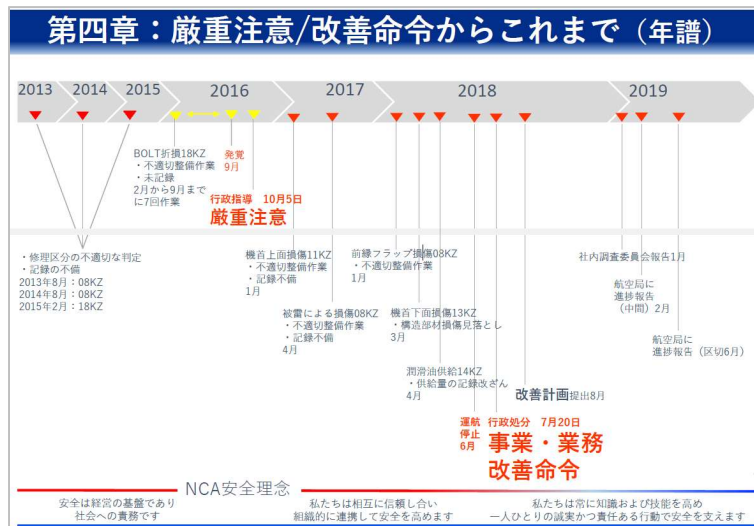 第四章：厳重注意/改善命令からこれまで（年譜）
2013
2014
2015
2016
2017
2018
2019
BOLT折損18KZ
・不適切整備作業
・未記録
2月から9月まで
に7回作業
発覚
9月
行政指導　10月5日
厳重注意
・修理区分の不適切な判定
・記録の不備
2013年8月：08KZ
2014年8月：08KZ
2015年2月：18KZ
機首上面損傷11KZ
・不適切整備作業
・記録不備
1月
被雷による損傷08KZ
・不適切整備作業
・記録不備
4月
前縁フラップ損傷08KZ
・不適切整備作業
1月
機首下面損傷13KZ
・構造部材損傷見落とし
3月
潤滑油供給14KZ
・供給量の記録改ざん
4月
運航
停止
6月
行政処分　7月20日
事業・業務
改善命令
改善計画提出8月
社内調査委員会報告1月
航空局に
進捗報告
（中間）2月
航空局に
進捗報告（区切6月）
NCA安全理念
安全は経営の基盤であり
社会への責務です
私たちは相互に信頼し合い
組織的に連携して安全を高めます
私たちは常に知識および技能を高め
一人ひとりの誠実かつ責任ある行動で安全を支えます